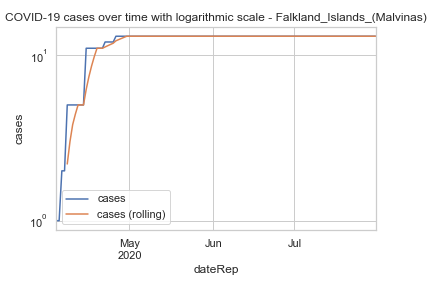 COVID-19 cases over time with logarithmic scale - Falkland_Islands_(Malvinas)
10¹
cases
10⁰
cases
cases (rolling)
May
2020
Jun
Jul
dateRep